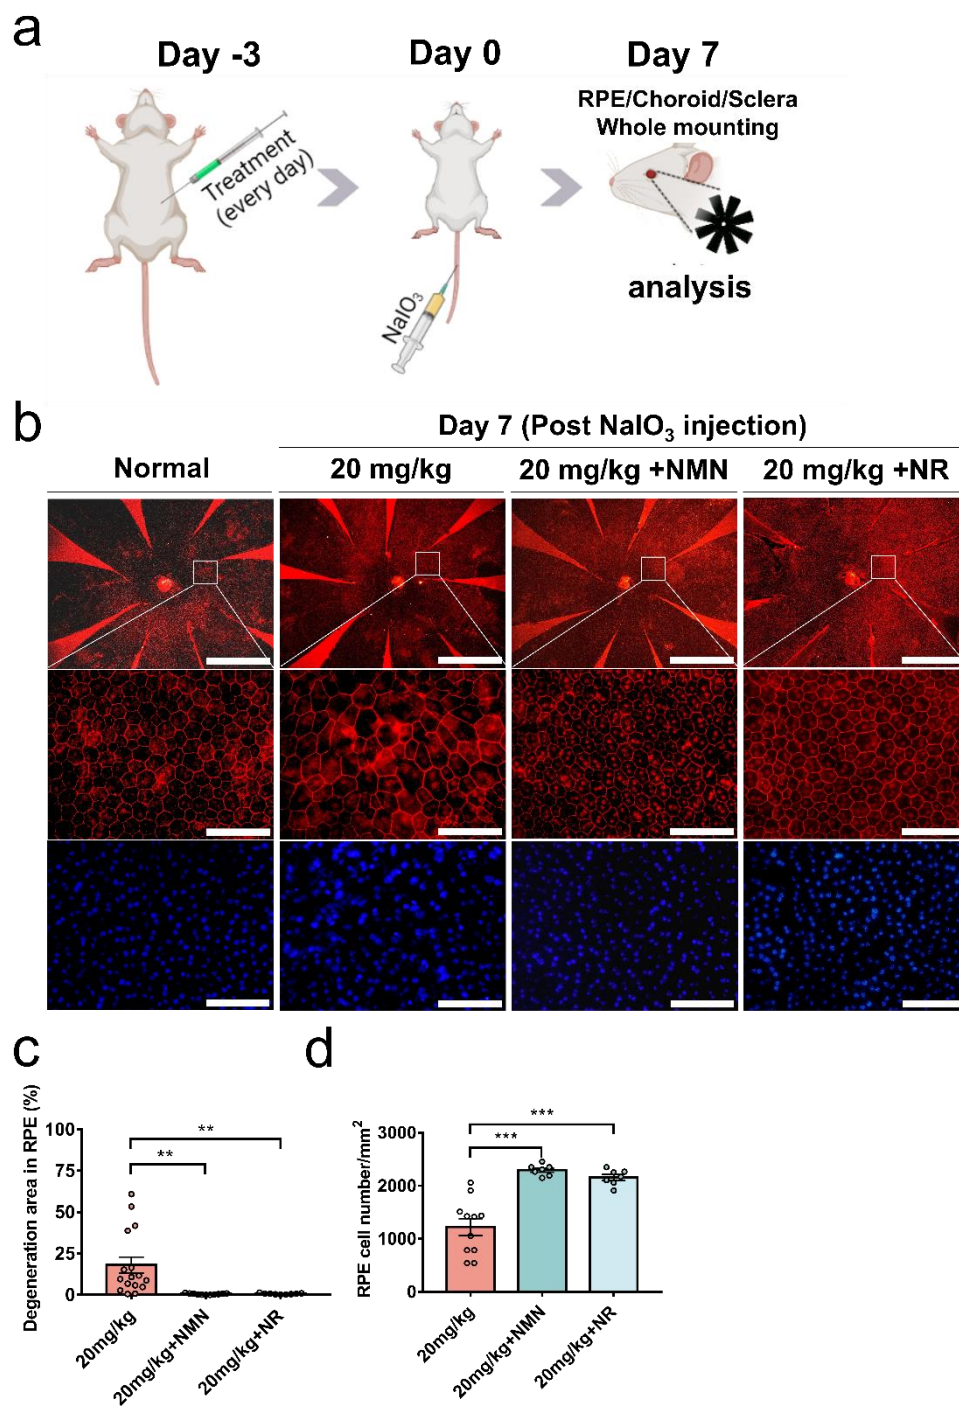 a
Day -3
Day 0
Day 7
RPE/Choroid/Sclera
Whole mounting
Treatment
(every day)
NaIO₃
analysis
b
Day 7 (Post NaIO₃ injection)
Normal
20 mg/kg
20 mg/kg +NMN
20 mg/kg +NR
c
Degeneration area in RPE (%)
100
75
50
25
0
**
**
20mg/kg
20mg/kg+NMN
20mg/kg+NR
d
RPE cell number/mm²
3000
2000
1000
0
***
***
20mg/kg
20mg/kg+NMN
20mg/kg+NR